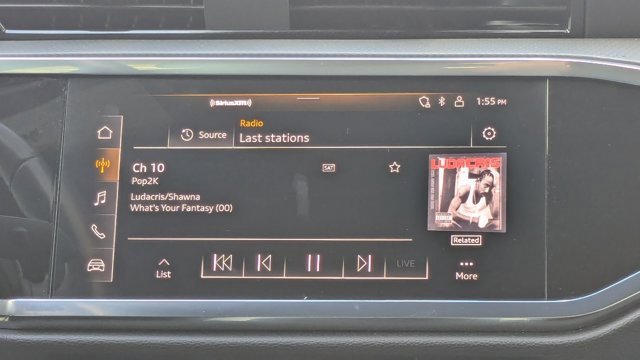 ((SiriusXM))
1:55 PM
Radio
Source
Last stations
Ch 10
SAT
Pop2K
Ludacris/Shawna
What's Your Fantasy (00)
LUDACRIS
Related
List
LIVE
More